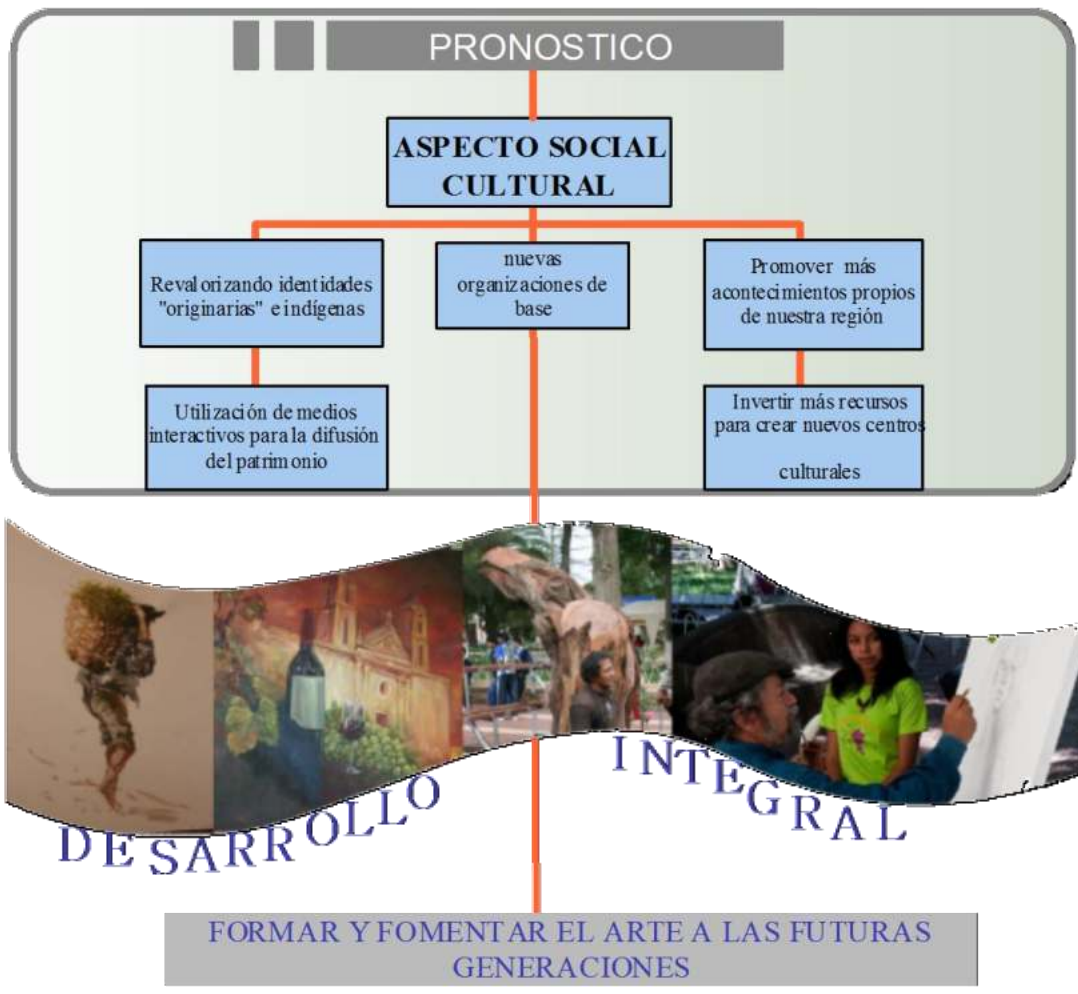 PRONOSTICO
ASPECTO SOCIAL
CULTURAL
Revalorizando identidades
"originarias" e indígenas
nuevas
organizaciones de
base
Promover más
acontecimientos propios
de nuestra región
Utilización de medios
interactivos para la difusión
del patrimonio
Invertir más recursos
para crear nuevos centros
culturales
DESARROLLO INTEGRAL
FORMAR Y FOMENTAR EL ARTE A LAS FUTURAS
GENERACIONES